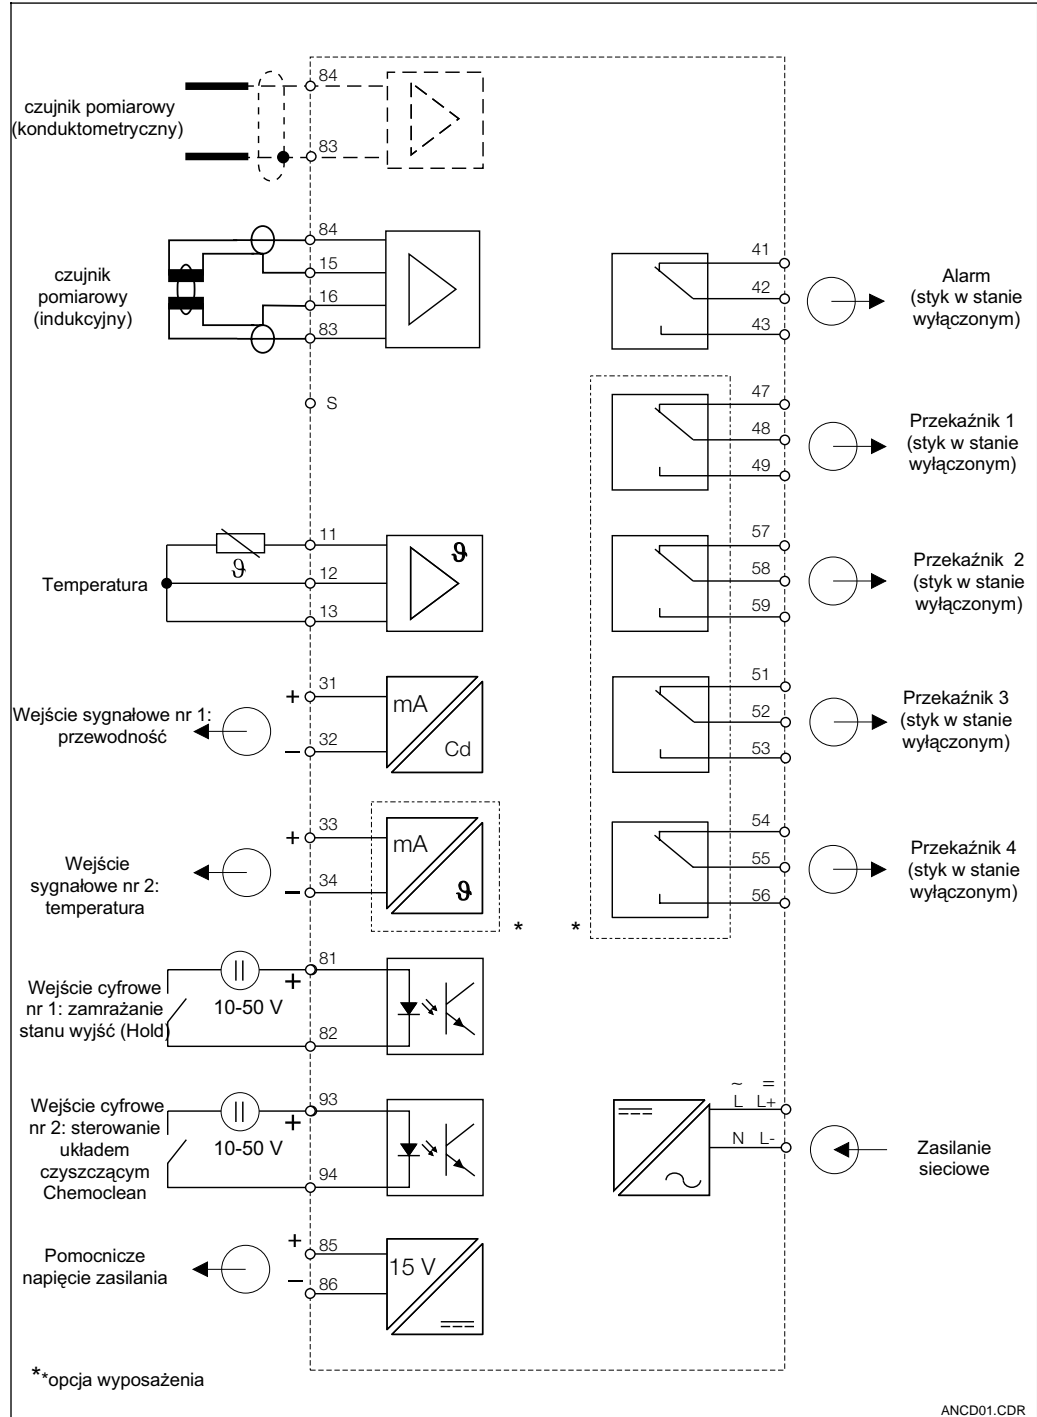 czujnik pomiarowy
(konduktometryczny)
84
83
czujnik
pomiarowy
(indukcyjny)
84
15
16
83
S
Temperatura
ϑ
11
12
13
ϑ
Wejście sygnałowe nr 1:
przewodność
+ 31
– 32
mA
Cd
Wejście
sygnałowe nr 2:
temperatura
+ 33
– 34
mA
ϑ
*
Wejście cyfrowe
nr 1: zamrażanie
stanu wyjść (Hold)
10-50 V
+
81
82
Wejście cyfrowe
nr 2: sterowanie
układem
czyszczącym
Chemoclean
10-50 V
+
93
94
Pomocnicze
napięcie zasilania
+ 85
– 86
15 V
41
42
43
Alarm
(styk w stanie
wyłączonym)
47
48
49
Przekaźnik 1
(styk w stanie
wyłączonym)
57
58
59
Przekaźnik 2
(styk w stanie
wyłączonym)
51
52
53
Przekaźnik 3
(styk w stanie
wyłączonym)
54
55
56
Przekaźnik 4
(styk w stanie
wyłączonym)
*
~ =
L L+
N L-
Zasilanie
sieciowe
**opcja wyposażenia
ANCD01.CDR